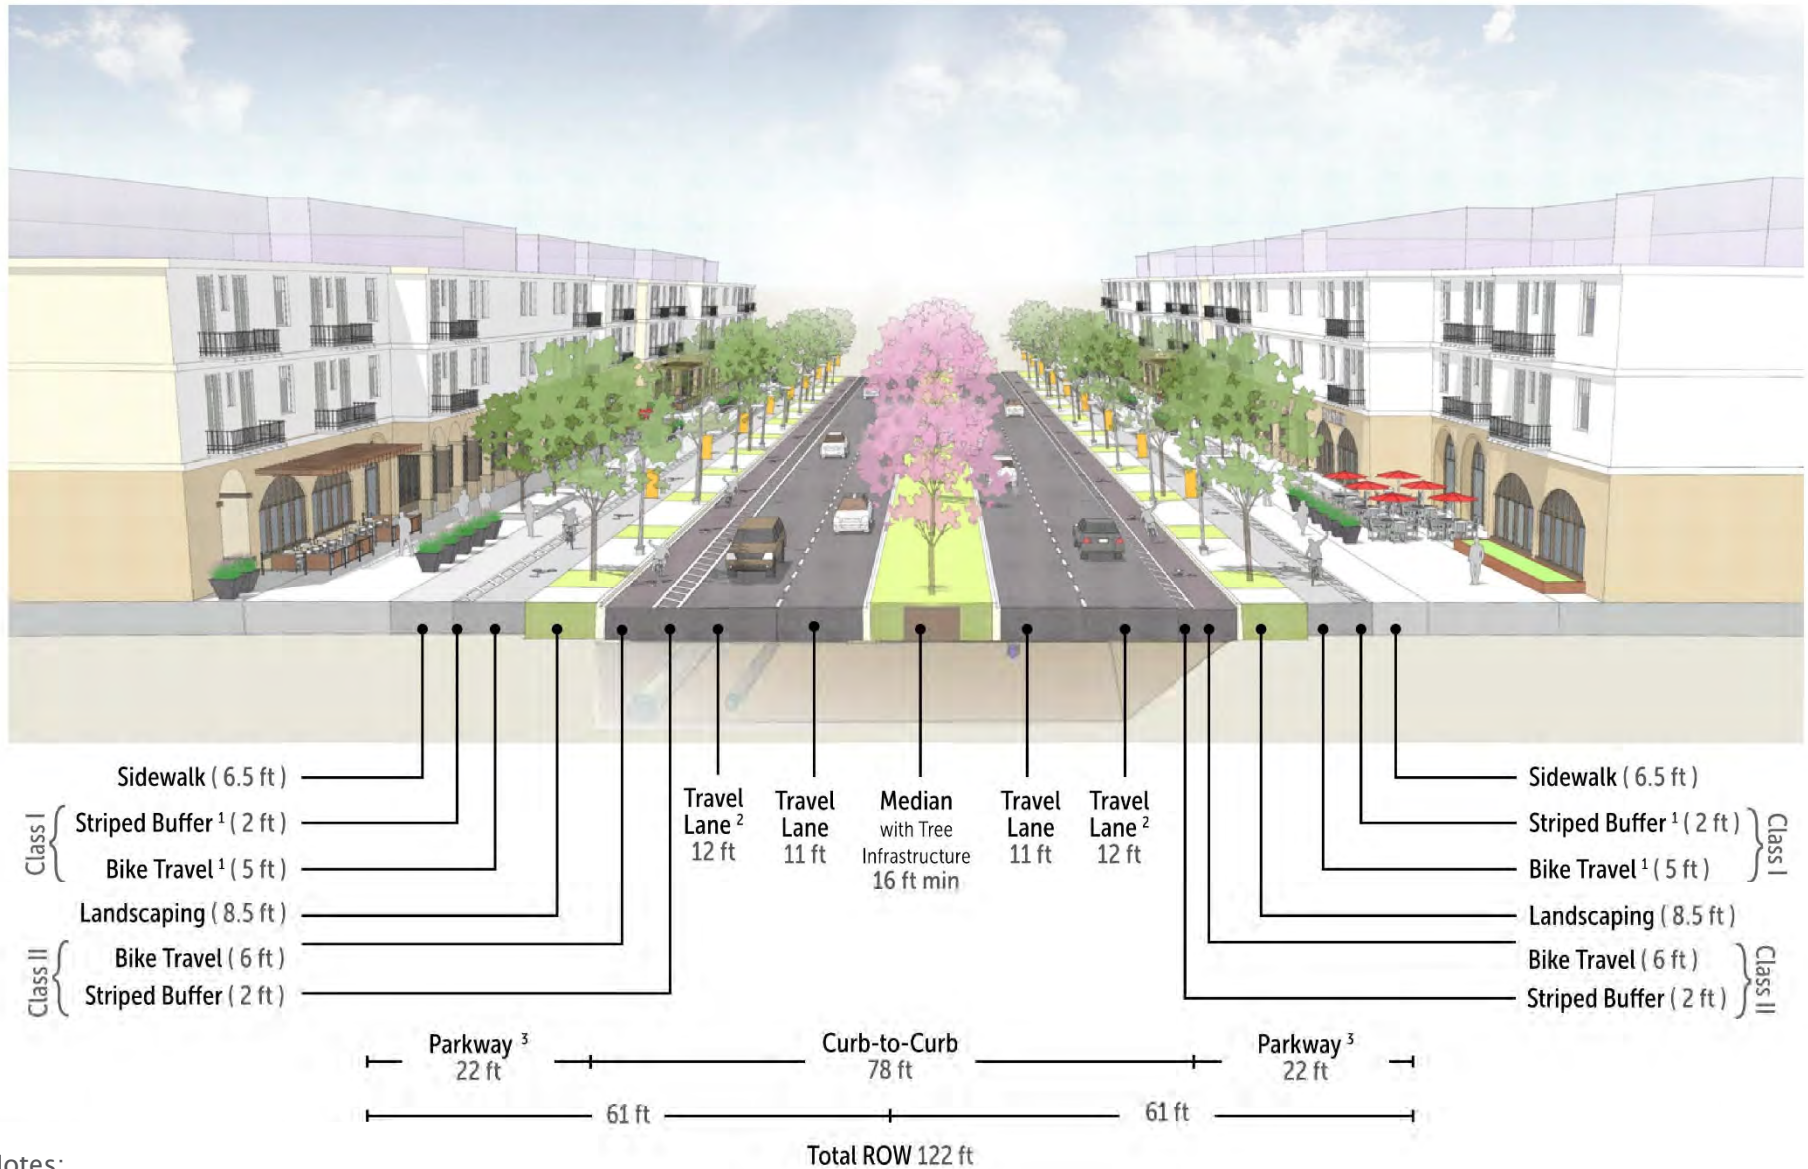 Sidewalk ( 6.5 ft )
Class I
Striped Buffer ¹ ( 2 ft )
Bike Travel ¹ ( 5 ft )
Landscaping ( 8.5 ft )
Class II
Bike Travel ( 6 ft )
Striped Buffer ( 2 ft )
Travel
Lane ²
12 ft
Travel
Lane
11 ft
Median
with Tree
Infrastructure
16 ft min
Travel
Lane
11 ft
Travel
Lane ²
12 ft
Sidewalk ( 6.5 ft )
Striped Buffer ¹ ( 2 ft )
Bike Travel ¹ ( 5 ft )
Class I
Landscaping ( 8.5 ft )
Bike Travel ( 6 ft )
Striped Buffer ( 2 ft )
Class II
Parkway ³
22 ft
Curb-to-Curb
78 ft
Parkway ³
22 ft
61 ft
61 ft
Total ROW 122 ft